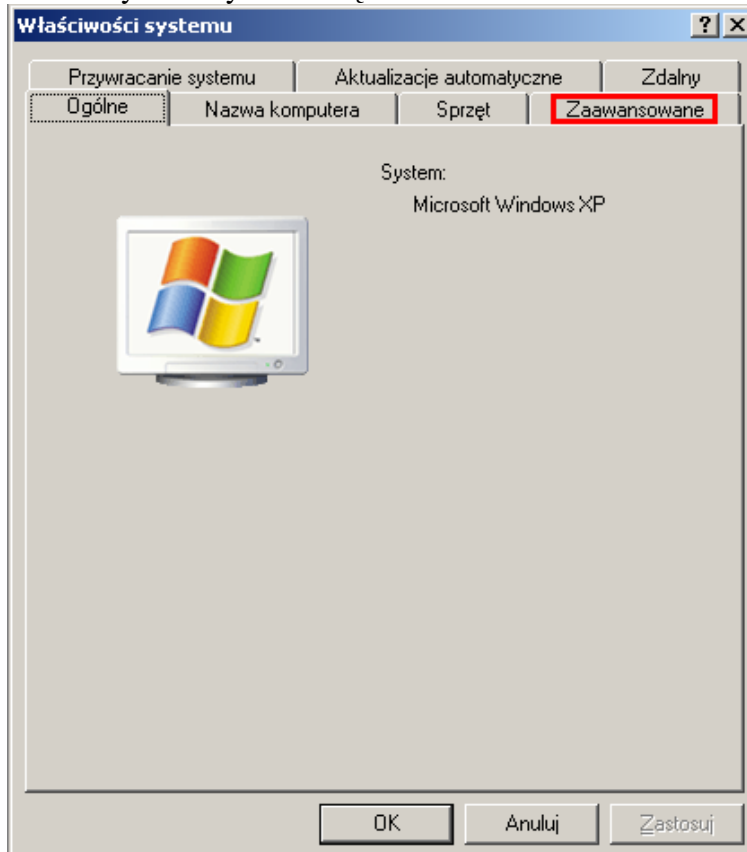 Właściwości systemu
Przywracanie systemu Aktualizacje automatyczne Zdalny
Ogólne Nazwa komputera Sprzęt Zaawansowane
System:
Microsoft Windows XP
OK Anuluj Zastosuj